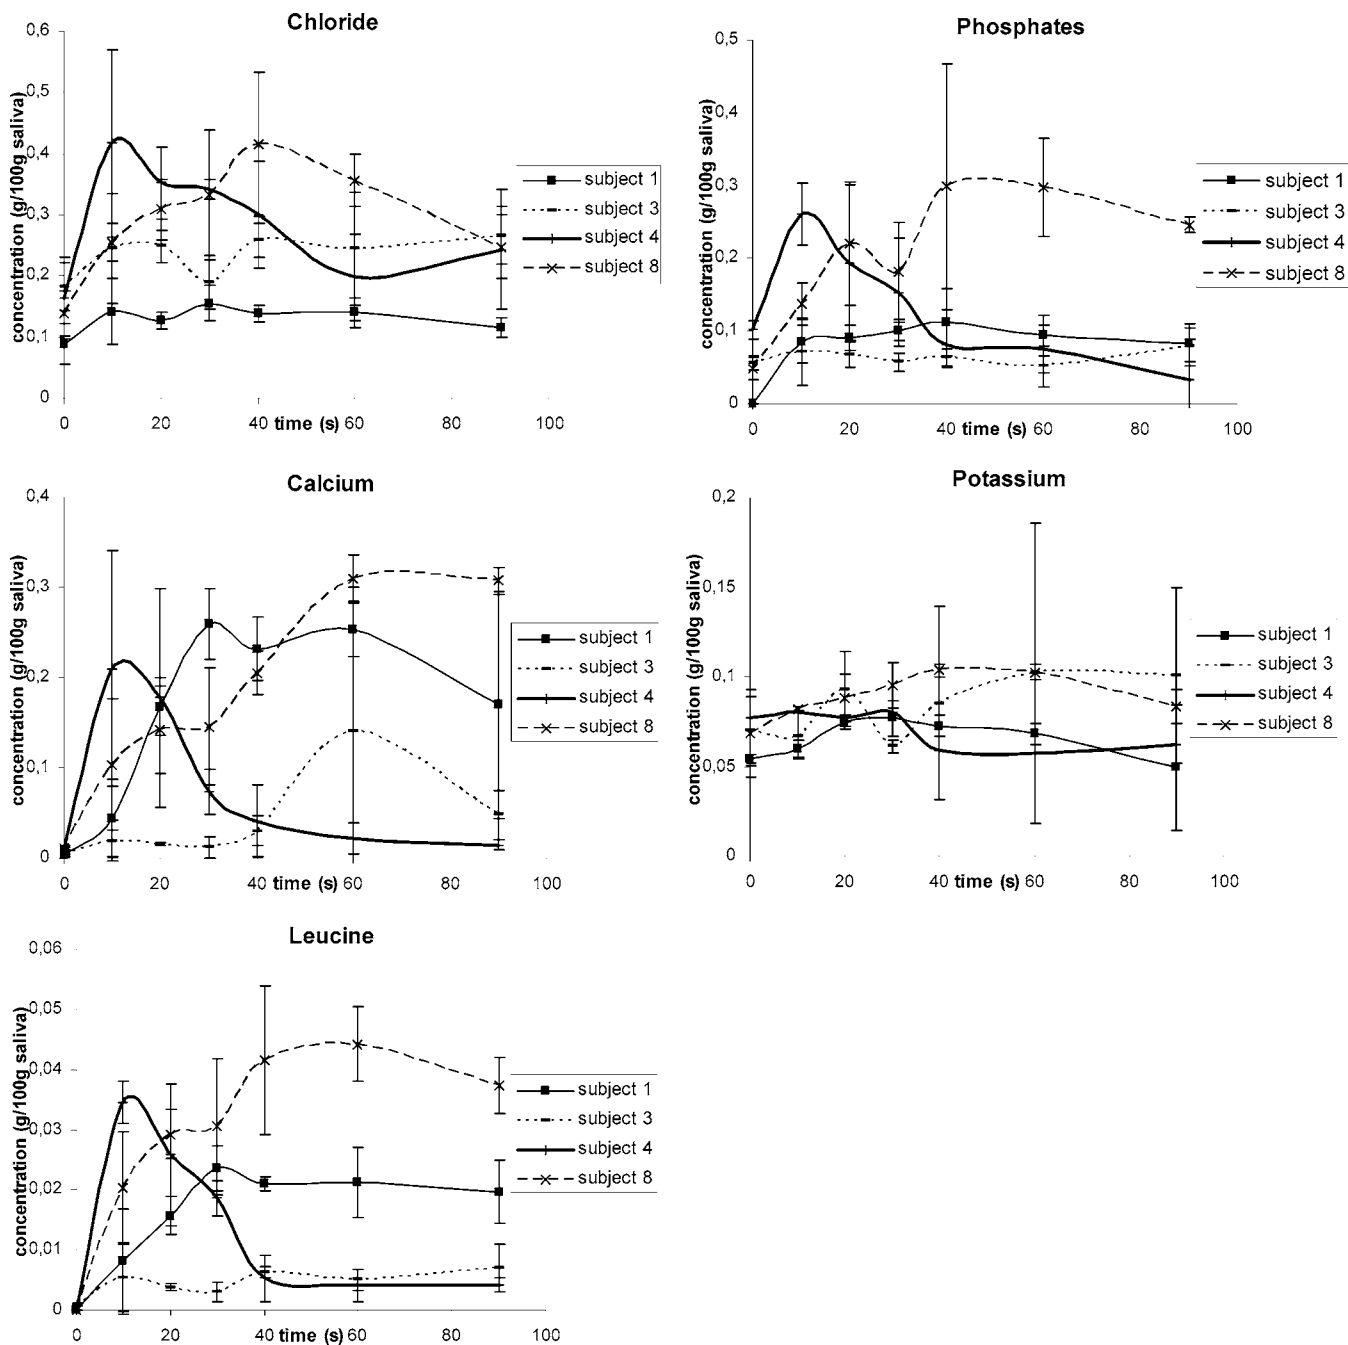 Chloride
0,6
0,5
0,4
0,3
0,2
0,1
0
concentration (g/100g saliva)
0 20 40 time (s) 60 80 100
subject 1
subject 3
subject 4
subject 8
Phosphates
0,5
0,4
0,3
0,2
0,1
0
concentration (g/100g saliva)
0 20 40 time (s) 60 80 100
subject 1
subject 3
subject 4
subject 8
Calcium
0,4
0,3
0,2
0,1
0
concentration (g/100g saliva)
0 20 40 time (s) 60 80 100
subject 1
subject 3
subject 4
subject 8
Potassium
0,2
0,15
0,1
0,05
0
concentration (g/100g saliva)
0 20 40 time (s) 60 80 100
subject 1
subject 3
subject 4
subject 8
Leucine
0,06
0,05
0,04
0,03
0,02
0,01
0
concentration (g/100g saliva)
0 20 40 time (s) 60 80 100
subject 1
subject 3
subject 4
subject 8